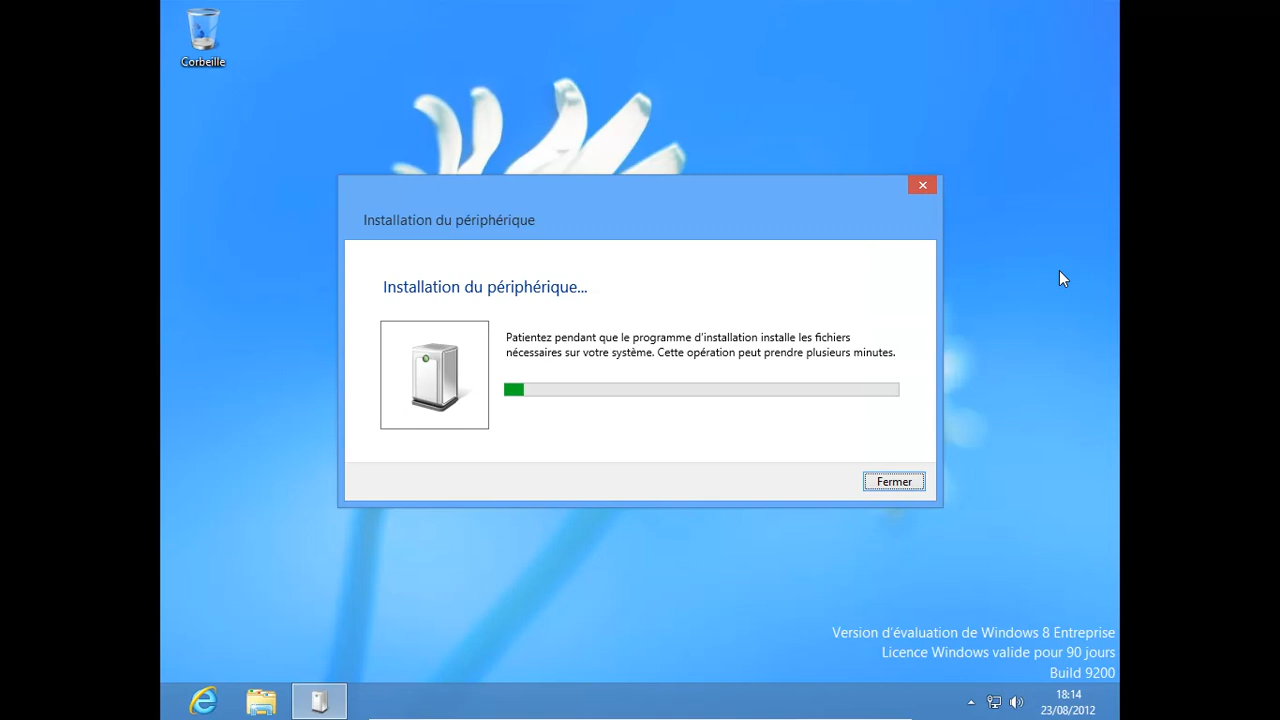 Corbeille
Installation du périphérique
Installation du périphérique...
Patientez pendant que le programme d'installation installe les fichiers
nécessaires sur votre système. Cette opération peut prendre plusieurs minutes.
Fermer
Version d'évaluation de Windows 8 Entreprise
Licence Windows valide pour 90 jours
Build 9200
18:14
23/08/2012